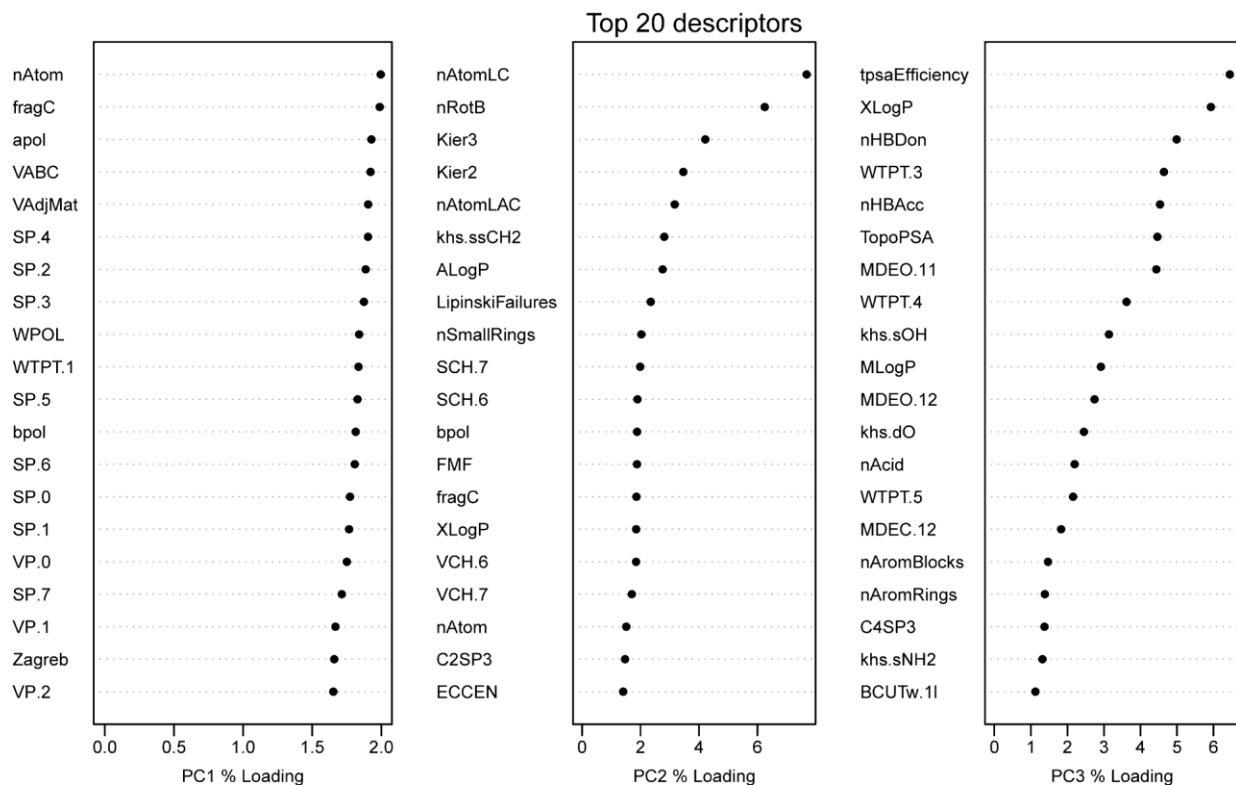 Top 20 descriptors
nAtom
fragC
apol
VABC
VAdjMat
SP.4
SP.2
SP.3
WPOL
WTPT.1
SP.5
bpol
SP.6
SP.0
SP.1
VP.0
SP.7
VP.1
Zagreb
VP.2
0.0 0.5 1.0 1.5 2.0
PC1 % Loading
nAtomLC
nRotB
Kier3
Kier2
nAtomLAC
khs.ssCH2
ALogP
LipinskiFailures
nSmallRings
SCH.7
SCH.6
bpol
FMF
fragC
XLogP
VCH.6
VCH.7
nAtom
C2SP3
ECCEN
0 2 4 6
PC2 % Loading
tpsaEfficiency
XLogP
nHBDon
WTPT.3
nHBAcc
TopoPSA
MDEO.11
WTPT.4
khs.sOH
MLogP
MDEO.12
khs.dO
nAcid
WTPT.5
MDEC.12
nAromBlocks
nAromRings
C4SP3
khs.sNH2
BCUTw.1l
0 1 2 3 4 5 6
PC3 % Loading